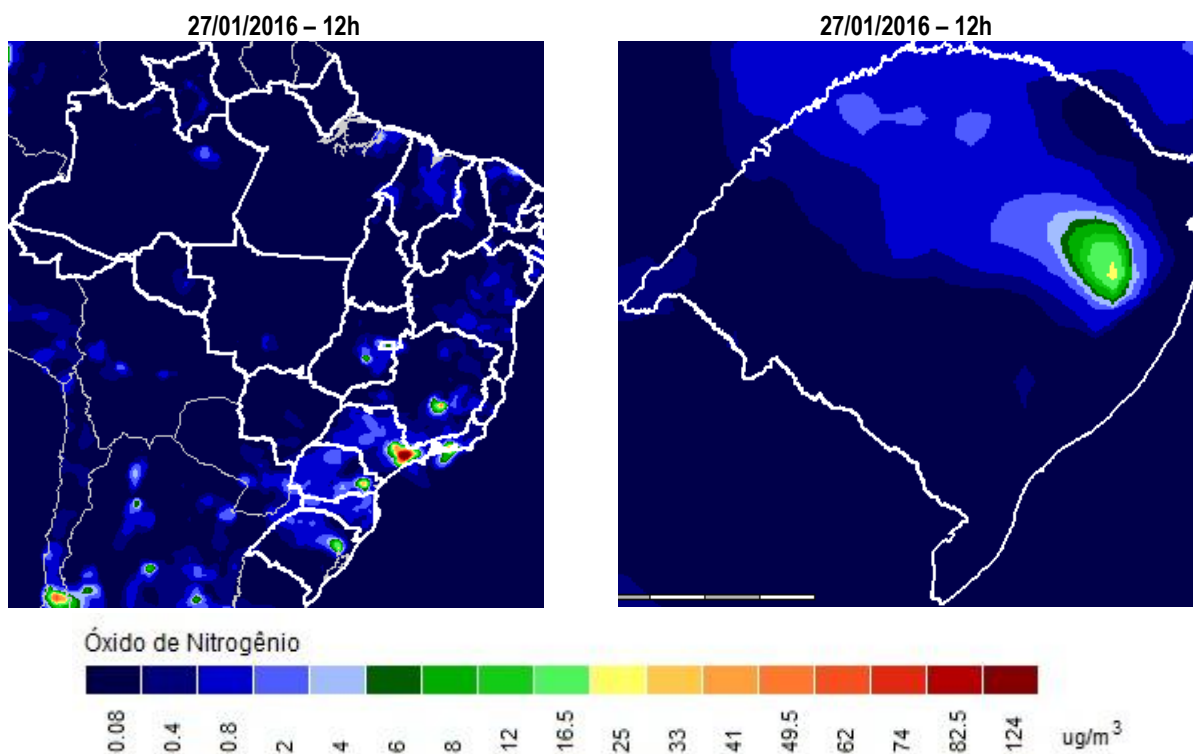 27/01/2016 – 12h
27/01/2016 – 12h
Óxido de Nitrogênio
0.08 0.4 0.8 2 4 6 8 12 16.5 25 33 41 49.5 62 74 82.5 124 ug/m³